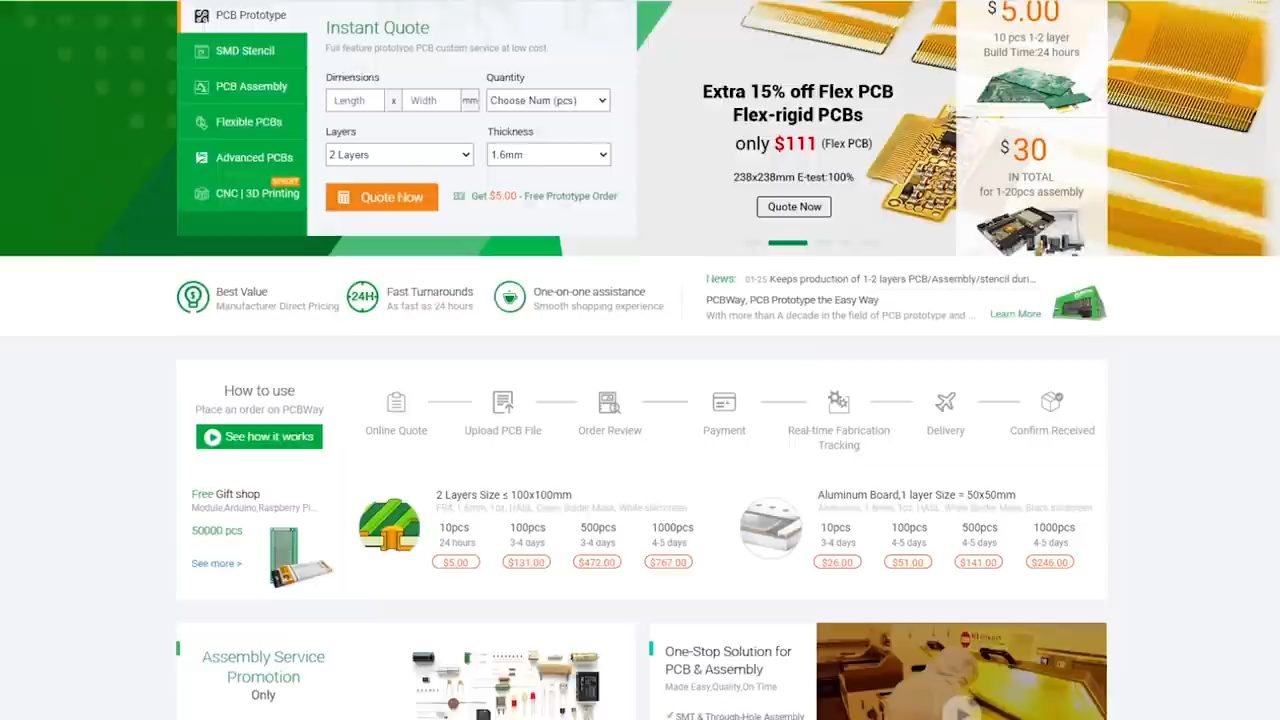 PCB Prototype
SMD Stencil
PCB Assembly
Flexible PCBs
Advanced PCBs
CNC | 3D Printing
Instant Quote
Full feature prototype PCB custom service at low cost
Dimensions
Quantity
Length x Width mm
Choose Num (pcs)
Layers
Thickness
2 Layers
1.6mm
Quote Now
Get $5.00 - Free Prototype Order
Extra 15% off Flex PCB
Flex-rigid PCBs
only $111 (Flex PCB)
238x238mm E-test:100%
Quote Now
$5.00
10 pcs 1-2 layer
Build Time:24 hours
$30
IN TOTAL
for 1-20pcs assembly
Best Value
Manufacturer Direct Pricing
24H
Fast Turnarounds
As fast as 24 hours
One-on-one assistance
Smooth shopping experience
News: 01-25 Keeps production of 1-2 layers PCB/Assembly/stencil duri...
PCBWay, PCB Prototype the Easy Way
With more than A decade in the field of PCB prototype and ...
Learn More
How to use
Place an order on PCBWay
See how it works
Online Quote
Upload PCB File
Order Review
Payment
Real-time Fabrication
Tracking
Delivery
Confirm.Received
Free Gift shop
Module,Arduino,Raspberry Pi...
50000 pcs
See more >
2 Layers Size ≤ 100x100mm
FR4, 1.6mm, 1oz, HASL, Green Solder Mask, White silkscreen
10pcs 100pcs 500pcs 1000pcs
24 hours 3-4 days 3-4 days 4-5 days
$5.00 $131.00 $472.00 $767.00
Aluminum Board,1 layer Size = 50x50mm
Aluminum, 1.6mm, 1oz, HASL, White Solder Mask, Black silkscreen
10pcs 100pcs 500pcs 1000pcs
3-4 days 4-5 days 4-5 days 4-5 days
$26.00 $51.00 $141.00 $246.00
Assembly Service
Promotion
Only
One-Stop Solution for
PCB & Assembly
Made Easy,Quality,On Time
SMT & Through-Hole Assembly